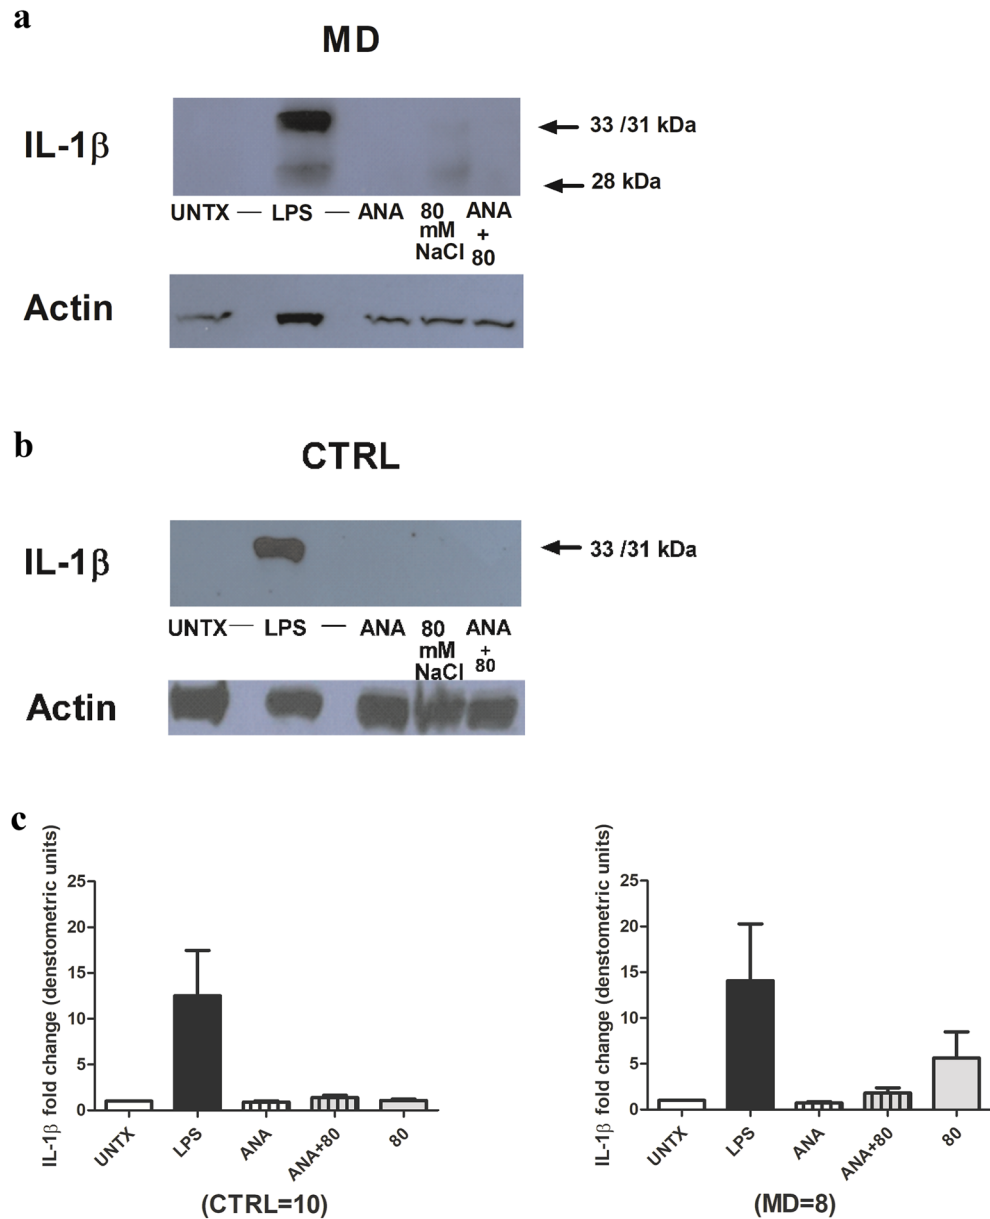 a
MD
IL-1β
33 /31 kDa
28 kDa
UNTX — LPS — ANA 80 mM NaCl ANA + 80
Actin
b
CTRL
IL-1β
33 /31 kDa
UNTX — LPS — ANA 80 mM NaCl ANA + 80
Actin
c
IL-1β fold change (denstometric units)
25
20
15
10
5
0
UNTX
LPS
ANA
ANA+80
80
(CTRL=10)
IL-1β fold change (denstometric units)
25
20
15
10
5
0
UNTX
LPS
ANA
ANA+80
80
(MD=8)